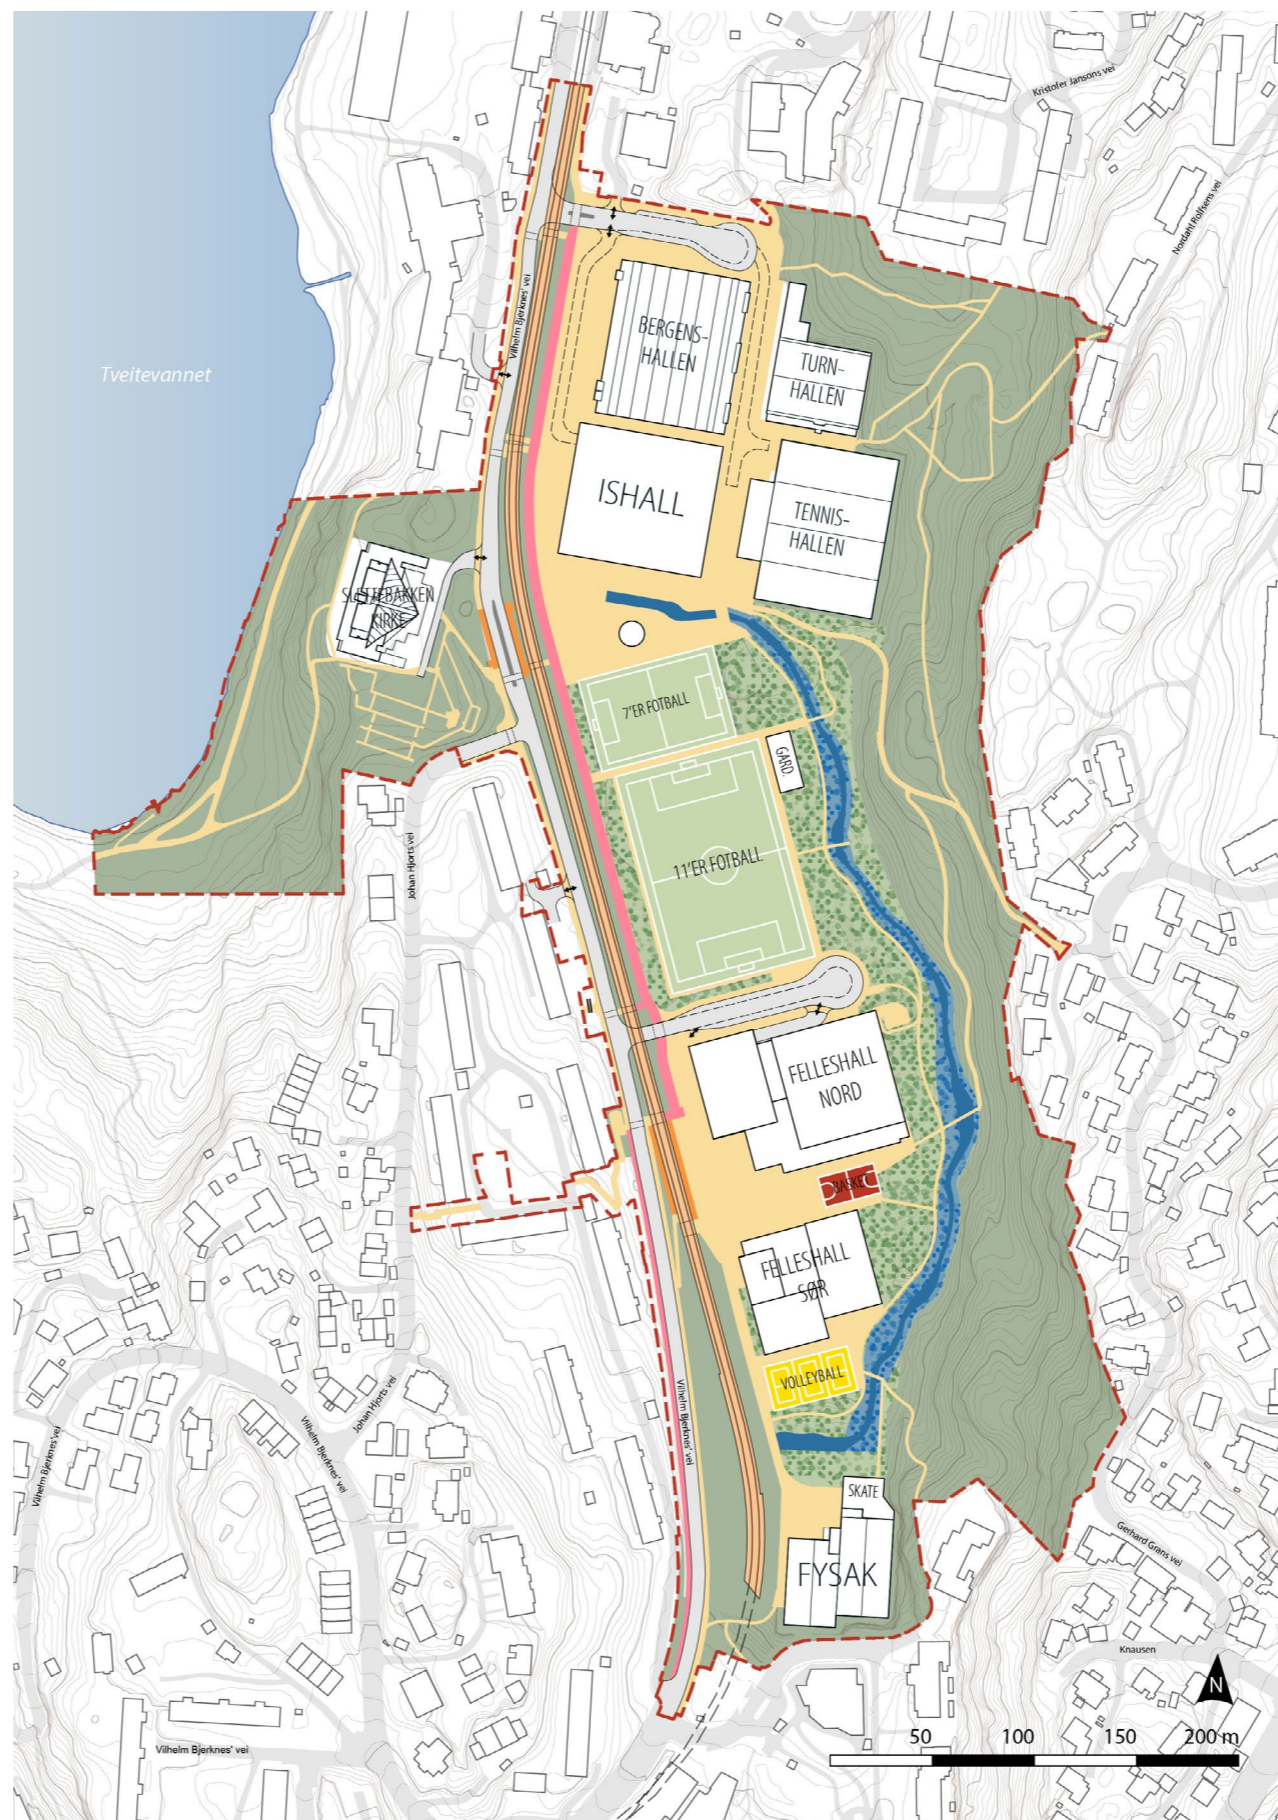 Kristofer Jansons vei
Nordahl Rolfsens vei
Vilhelm Bjerknes' vei
BERGENS-
HALLEN
TURN-
HALLEN
Tveitevannet
ISHALL
TENNIS-
HALLEN
SLETTEBAKKEN
KIRKE
7'ER FOTBALL
GARD.
11'ER FOTBALL
Johan Hjorts vei
FELLESHALL
NORD
BASKET
FELLESHALL
SØR
VOLLEYBALL
Vilhelm Bjerknes' vei
Johan Hjorts vei
Vilhelm Bjerknes' vei
Vilhelm Bjerknes' vei
SKATE
FYSAK
Gerhard Grans vei
Knausen
N
50 100 150 200 m
Vilhelm Bjerknes' vei